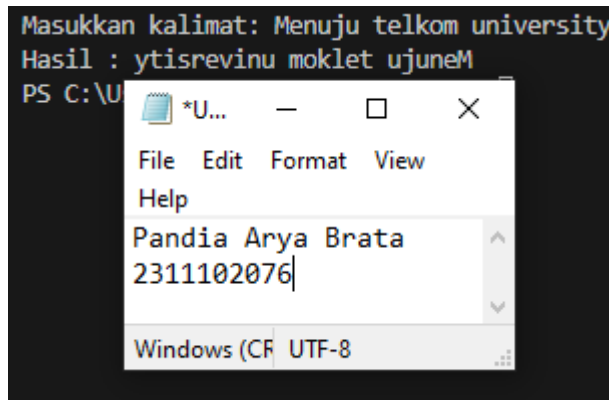 Masukkan kalimat: Menuju telkom university
Hasil : ytisrevinu moklet ujuneM
PS C:\U
*U...
File Edit Format View
Help
Pandia Arya Brata
2311102076
Windows (CR UTF-8